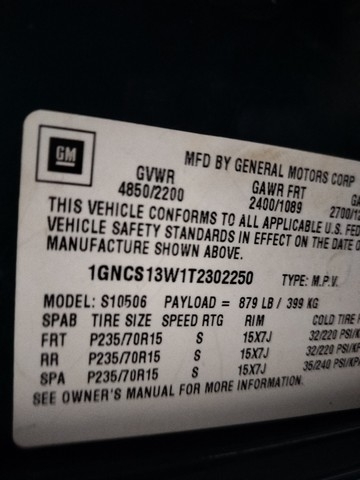 GM
MFD BY GENERAL MOTORS CORP
GVWR GAWR FRT
4850/2200 2400/1089
THIS VEHICLE CONFORMS TO ALL APPLICABLE U.S.
VEHICLE SAFETY STANDARDS IN EFFECT ON THE DATE
MANUFACTURE SHOWN ABOVE.
1GNCS13W1T2302250 TYPE: M.P.V.
MODEL: S10506 PAYLOAD = 879 LB / 399 KG
SPAB TIRE SIZE SPEED RTG RIM COLD TIRE
FRT P235/70R15 S 15X7J 32/220 PSI/
RR P235/70R15 S 15X7J 32/220 PSI/
SPA P235/70R15 S 15X7J 35/240 PSI/
SEE OWNER'S MANUAL FOR MORE INFORMATION.